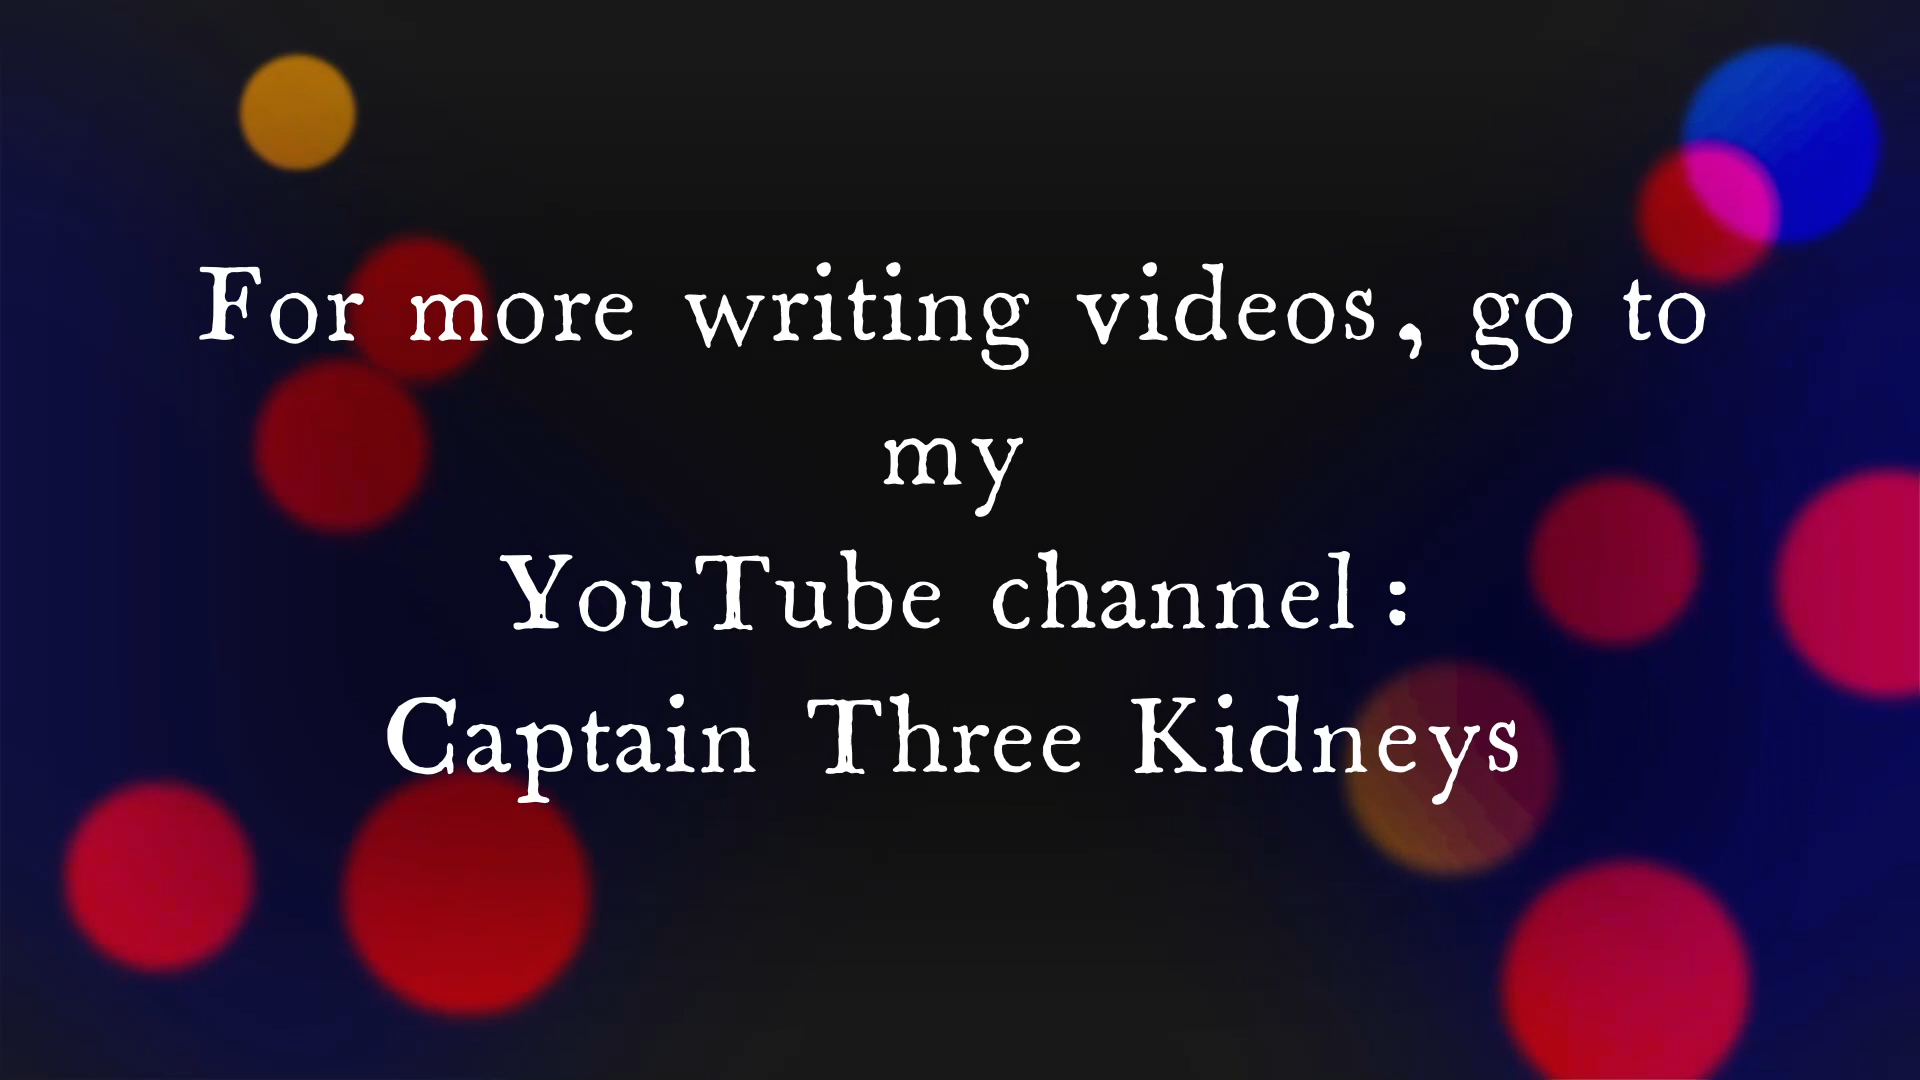 For more writing videos, go to
my
YouTube channel:
Captain Three Kidneys